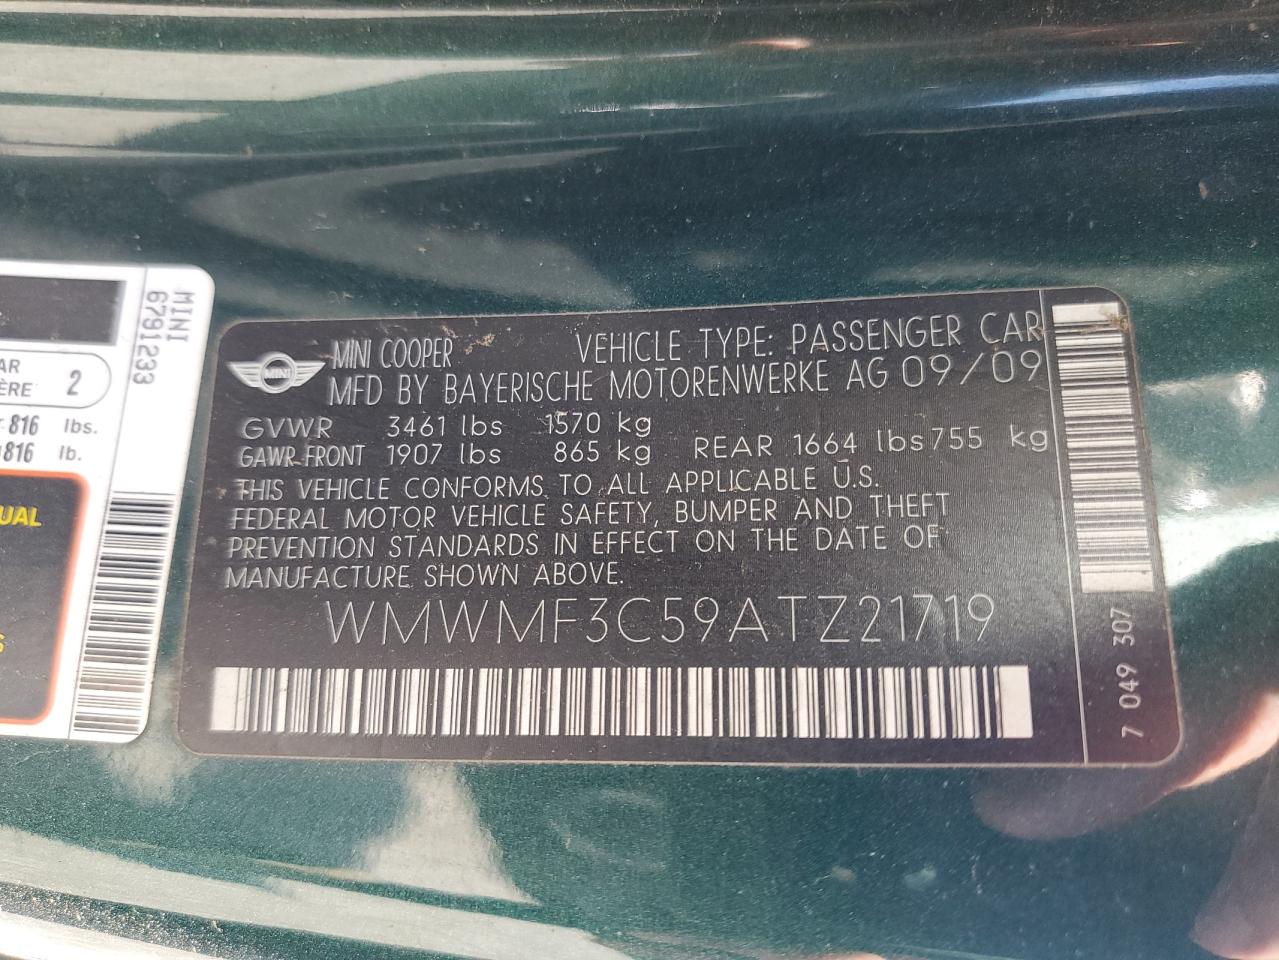 MINI
6791233
AR
ÈRE 2
816 lbs.
816 lb.
UAL
S
MINI
MINI COOPER VEHICLE TYPE: PASSENGER CAR
MFD BY BAYERISCHE MOTORENWERKE AG 09/09
GVWR 3461 lbs 1570 kg
GAWR FRONT 1907 lbs 865 kg REAR 1664 lbs 755 kg
THIS VEHICLE CONFORMS TO ALL APPLICABLE U.S.
FEDERAL MOTOR VEHICLE SAFETY, BUMPER AND THEFT
PREVENTION STANDARDS IN EFFECT ON THE DATE OF
MANUFACTURE SHOWN ABOVE.
WMWMF3C59ATZ21719
7 049 307